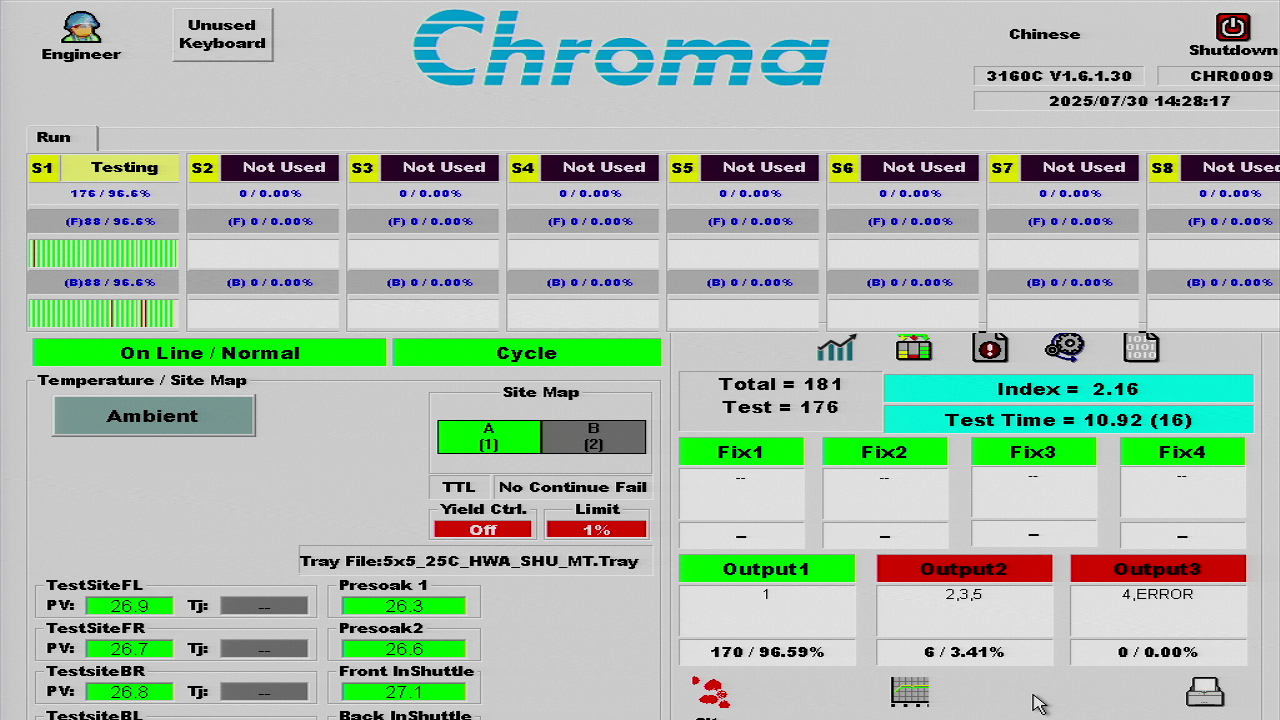 Engineer
Unused
Keyboard
Chroma
Chinese
Shutdown
3160C V1.6.1.30
CHR0009
2025/07/30 14:28:17
Run
S1 Testing
S2 Not Used
S3 Not Used
S4 Not Used
S5 Not Used
S6 Not Used
S7 Not Used
S8 Not Use
176 / 96.6%
0 / 0.00%
0 / 0.00%
0 / 0.00%
0 / 0.00%
0 / 0.00%
0 / 0.00%
0 / 0.00%
(F)88 / 96.6%
(F) 0 / 0.00%
(F) 0 / 0.00%
(F) 0 / 0.00%
(F) 0 / 0.00%
(F) 0 / 0.00%
(F) 0 / 0.00%
(F) 0 / 0.00%
(B)88 / 96.6%
(B) 0 / 0.00%
(B) 0 / 0.00%
(B) 0 / 0.00%
(B) 0 / 0.00%
(B) 0 / 0.00%
(B) 0 / 0.00%
(B) 0 / 0.00%
On Line / Normal
Cycle
Temperature / Site Map
Ambient
Site Map
A
(1)
B
(2)
TTL
No Continue Fail
Yield Ctrl.
Off
Limit
1%
Tray File:5x5_25C_HWA_SHU_MT.Tray
TestSiteFL
PV: 26.9 Tj: --
Presoak 1
26.3
TestSiteFR
PV: 26.7 Tj: --
Presoak2
26.6
TestsiteBR
PV: 26.8 Tj: --
Front InShuttle
27.1
TestsiteBL
Back InShuttle
Total = 181
Test = 176
Index = 2.16
Test Time = 10.92 (16)
Fix1
Fix2
Fix3
Fix4
--
--
--
--
–
–
–
–
Output1
Output2
Output3
1
2,3,5
4,ERROR
170 / 96.59%
6 / 3.41%
0 / 0.00%